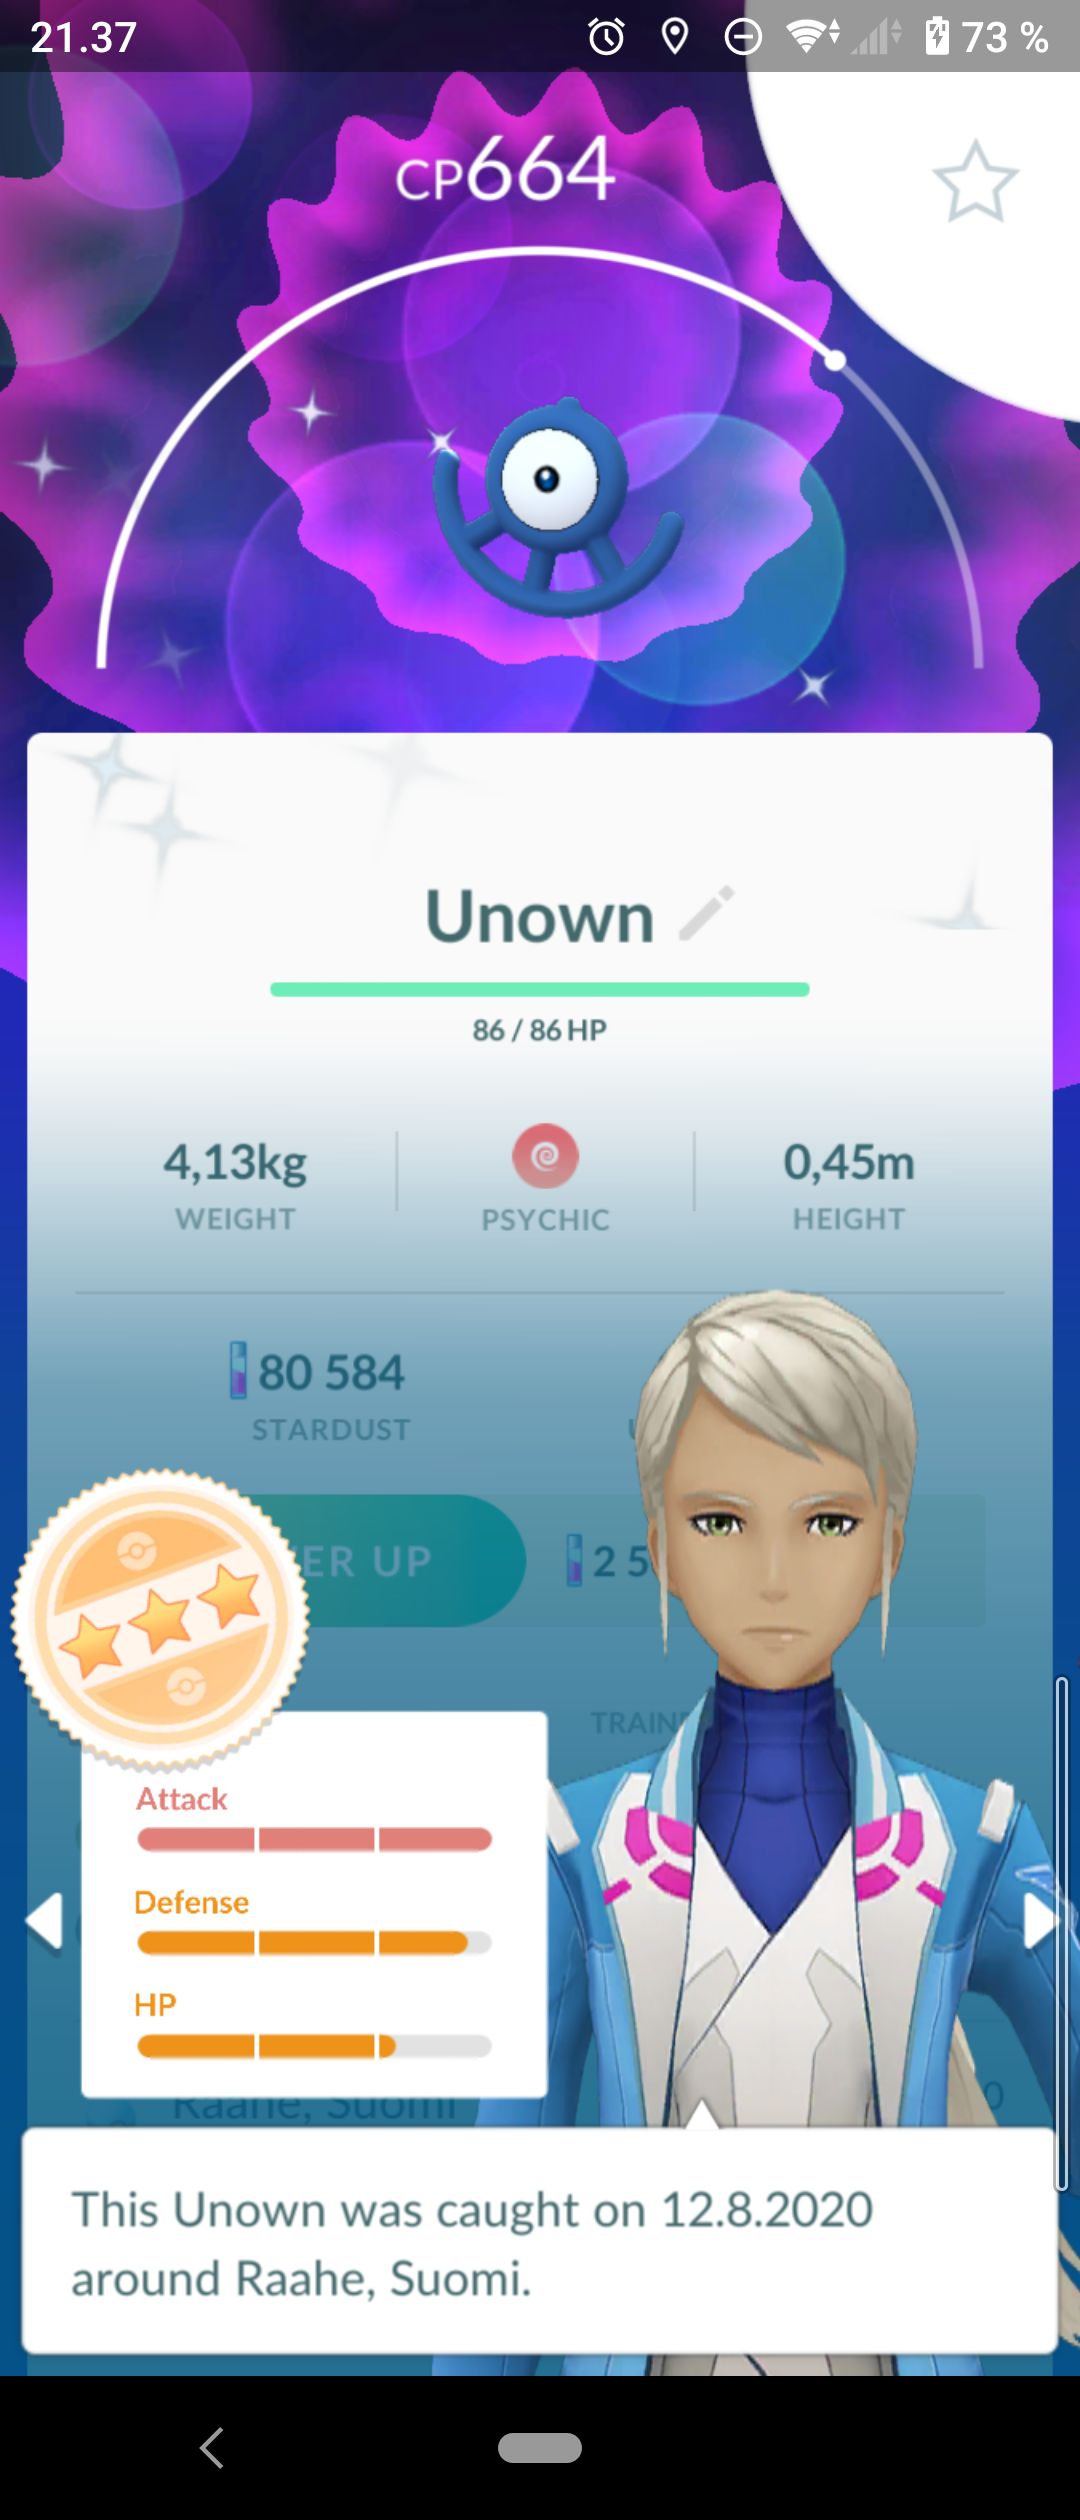 21.37
73 %
CP664
Unown
86 / 86 HP
4,13kg
WEIGHT
PSYCHIC
0,45m
HEIGHT
80 584
STARDUST
U
ER UP
2 5
TRAIN
Attack
Defense
HP
Raahe, Suomi
0
This Unown was caught on 12.8.2020
around Raahe, Suomi.